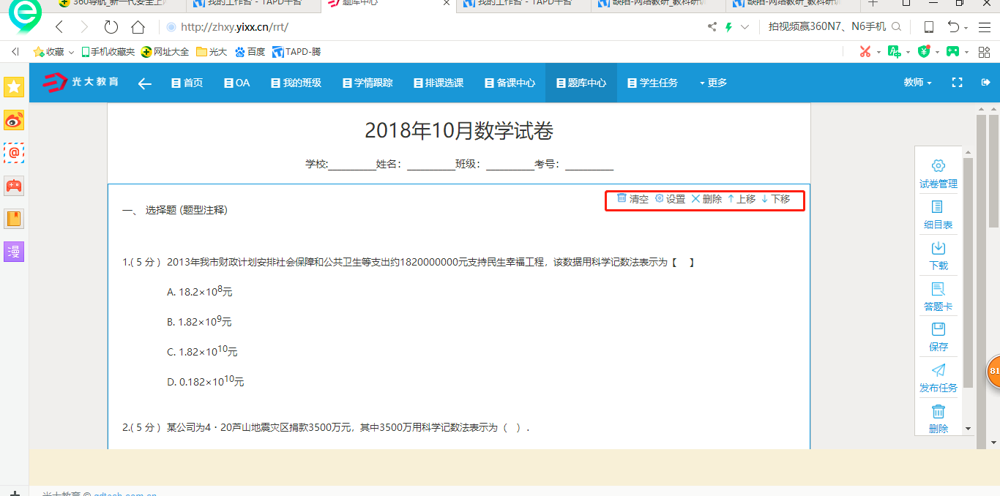 360导航_新一代安全上
我的工作台 - TAPD平台
题库中心
我的工作台 - TAPD平台
缺陷-网络教研_教科研
缺陷-网络教研_教科研
http://zhxy.yixx.cn/rrt/
拍视频赢360N7、N6手机
收藏
手机收藏夹
网址大全
光大
百度
TAPD-腾
光大教育
首页
OA
我的班级
学情跟踪
排课选课
备课中心
题库中心
学生任务
更多
教师
漫
2018年10月数学试卷
学校:_________姓名：_________班级：_________考号：_________
清空 设置 删除 上移 下移
一、 选择题 (题型注释)
1.( 5 分 ） 2013年我市财政计划安排社会保障和公共卫生等支出约1820000000元支持民生幸福工程，该数据用科学记数法表示为【　】
A. 18.2×10⁸元
B. 1.82×10⁹元
C. 1.82×10¹⁰元
D. 0.182×10¹⁰元
2.( 5 分 ） 某公司为4・20芦山地震灾区捐款3500万元，其中3500万用科学记数法表示为（　）.
试卷管理
细目表
下载
答题卡
保存
发布任务
删除
81
光大教育 © gdtech.com.cn